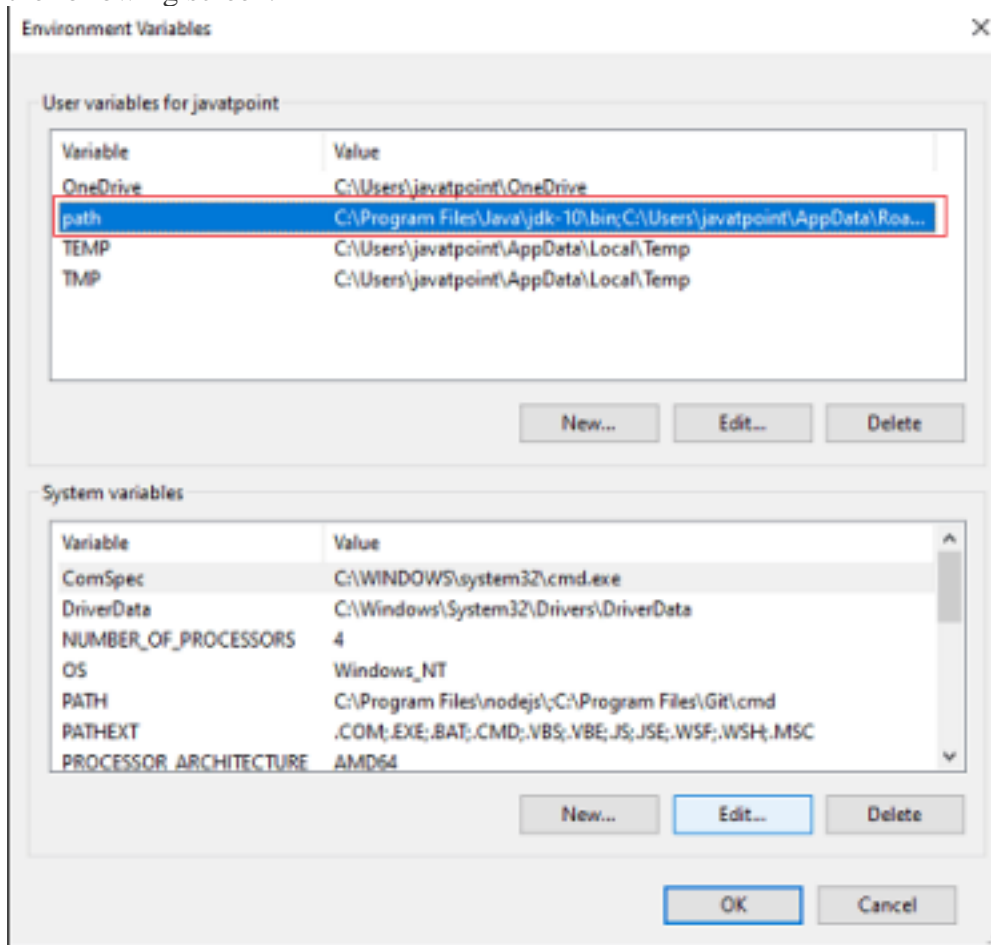 Environment Variables
User variables for javatpoint
Variable Value
OneDrive C:\Users\javatpoint\OneDrive
path C:\Program Files\Java\jdk-10\bin;C:\Users\javatpoint\AppData\Roa...
TEMP C:\Users\javatpoint\AppData\Local\Temp
TMP C:\Users\javatpoint\AppData\Local\Temp
New... Edit... Delete
System variables
Variable Value
ComSpec C:\WINDOWS\system32\cmd.exe
DriverData C:\Windows\System32\Drivers\DriverData
NUMBER_OF_PROCESSORS 4
OS Windows_NT
PATH C:\Program Files\nodejs\;C:\Program Files\Git\cmd
PATHEXT .COM;.EXE;.BAT;.CMD;.VBS;.VBE;.JS;.JSE;.WSF;.WSH;.MSC
PROCESSOR_ARCHITECTURE AMD64
New... Edit... Delete
OK Cancel